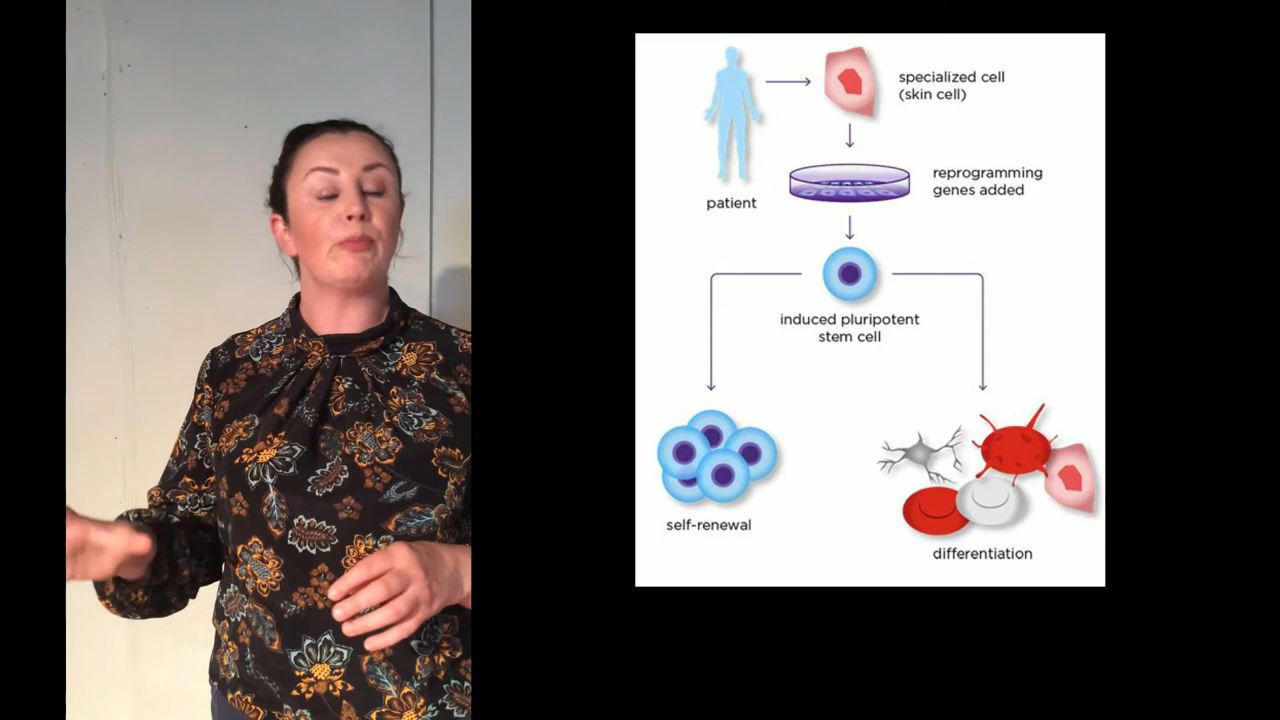 specialized cell
(skin cell)
reprogramming
genes added
patient
induced pluripotent
stem cell
self-renewal
differentiation